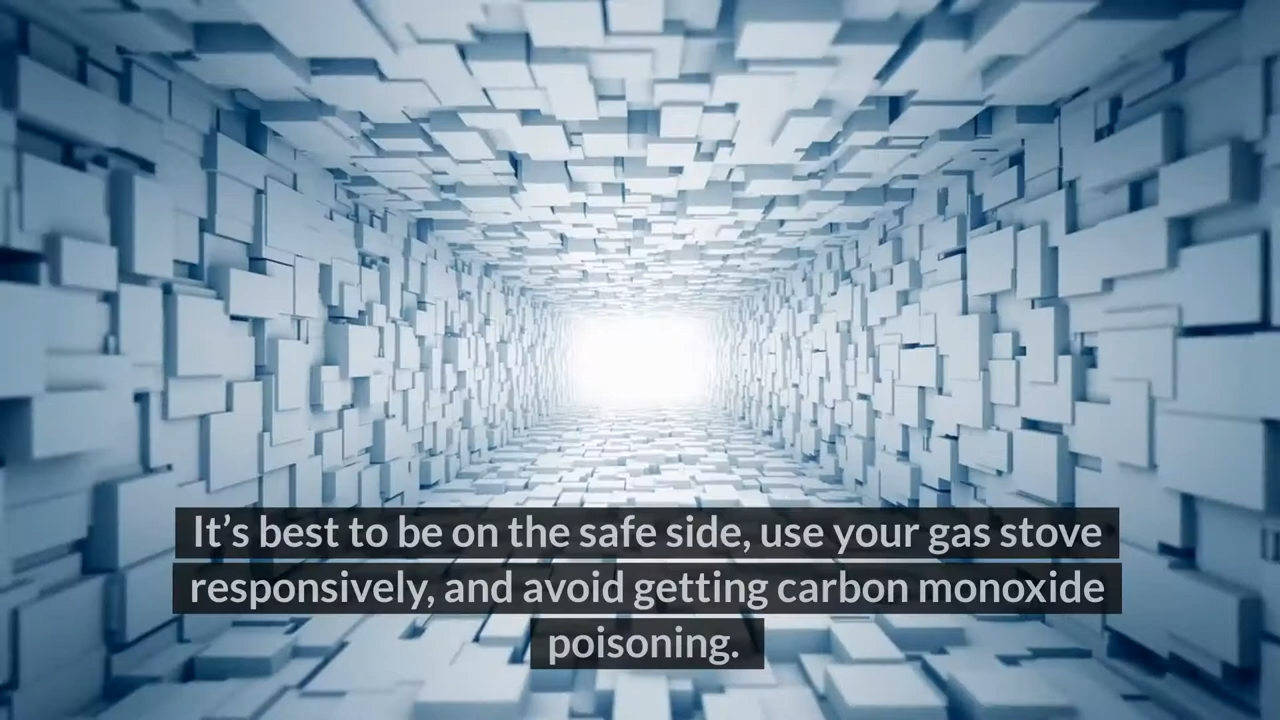 It’s best to be on the safe side, use your gas stove
responsively, and avoid getting carbon monoxide
poisoning.